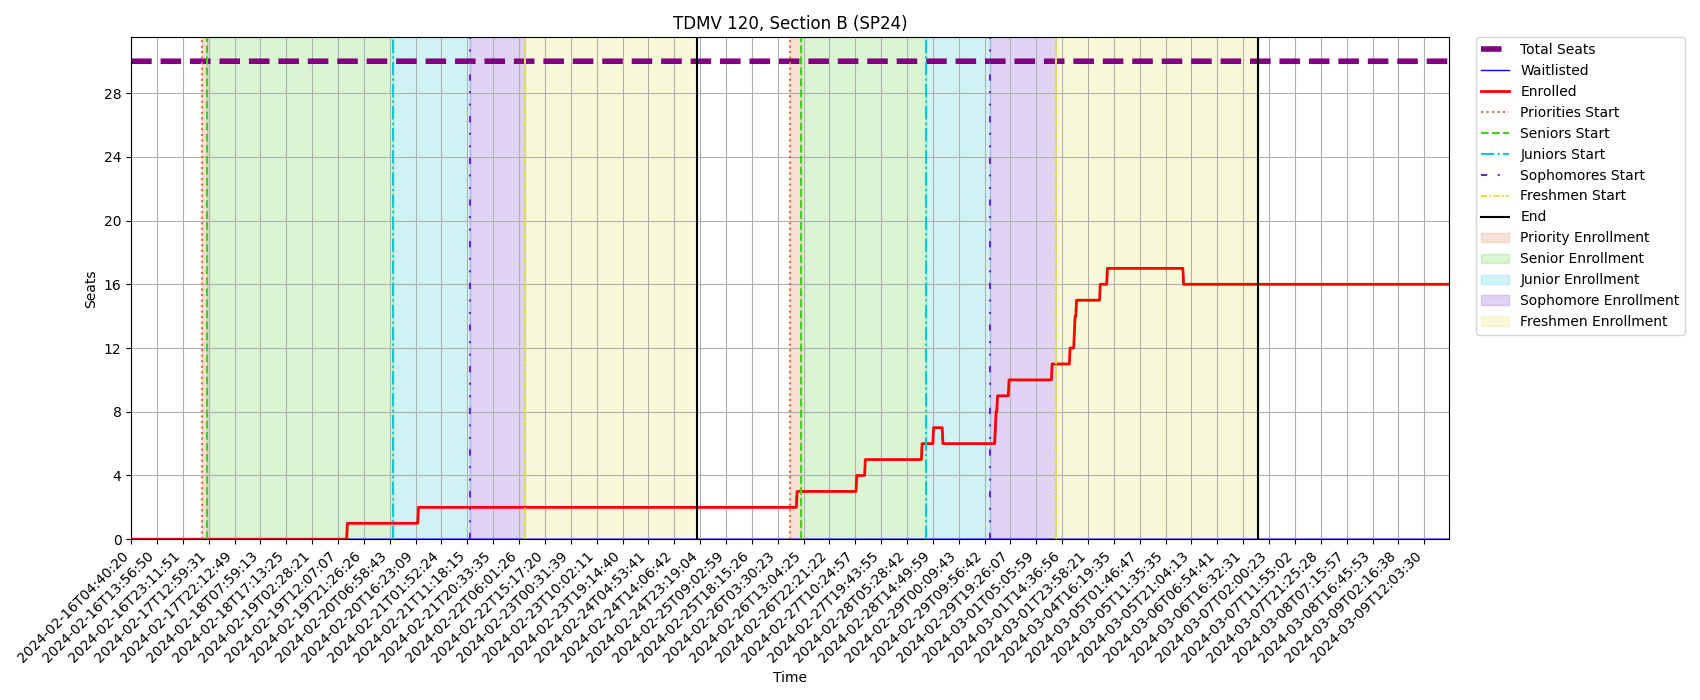 TDMV 120, Section B (SP24)
Total Seats
Waitlisted
Enrolled
Priorities Start
Seniors Start
Juniors Start
Sophomores Start
Freshmen Start
End
Priority Enrollment
Senior Enrollment
Junior Enrollment
Sophomore Enrollment
Freshmen Enrollment
Seats
28
24
20
16
12
8
4
0
2024-02-16T04:40:20
2024-02-16T13:56:50
2024-02-16T23:11:51
2024-02-17T12:59:31
2024-02-17T22:12:49
2024-02-18T07:59:13
2024-02-18T17:13:25
2024-02-19T02:28:21
2024-02-19T12:07:07
2024-02-19T21:26:26
2024-02-20T06:58:43
2024-02-20T16:23:09
2024-02-21T01:52:24
2024-02-21T11:18:15
2024-02-21T20:33:35
2024-02-22T06:01:26
2024-02-22T15:17:20
2024-02-23T00:31:39
2024-02-23T10:02:11
2024-02-23T19:14:40
2024-02-24T04:53:41
2024-02-24T14:06:42
2024-02-24T23:19:04
2024-02-25T09:02:59
2024-02-25T18:15:26
2024-02-26T03:30:23
2024-02-26T13:04:25
2024-02-26T22:21:22
2024-02-27T10:24:57
2024-02-27T19:43:55
2024-02-28T05:28:42
2024-02-28T14:49:59
2024-02-29T00:09:43
2024-02-29T09:56:42
2024-02-29T19:26:07
2024-03-01T05:05:59
2024-03-01T14:36:56
2024-03-01T23:58:21
2024-03-04T16:19:35
2024-03-05T01:46:47
2024-03-05T11:35:35
2024-03-05T21:04:13
2024-03-06T06:54:41
2024-03-06T16:32:31
2024-03-07T02:00:23
2024-03-07T11:55:02
2024-03-07T21:25:28
2024-03-08T07:15:57
2024-03-08T16:45:53
2024-03-09T02:16:38
2024-03-09T12:03:30
Time